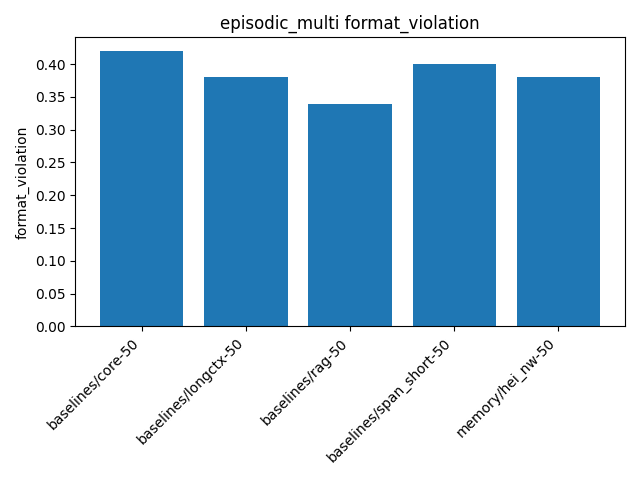 episodic_multi format_violation
format_violation
0.40
0.35
0.30
0.25
0.20
0.15
0.10
0.05
0.00
baselines/core-50
baselines/longctx-50
baselines/rag-50
baselines/span_short-50
memory/hei_nw-50